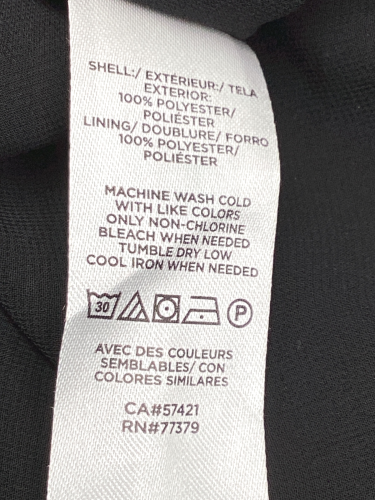 SHELL:/ EXTÉRIEUR:/ TELA
EXTERIOR:
100% POLYESTER/
POLIÉSTER
LINING/ DOUBLURE/ FORRO
100% POLYESTER/
POLIÉSTER
MACHINE WASH COLD
WITH LIKE COLORS
ONLY NON-CHLORINE
BLEACH WHEN NEEDED
TUMBLE DRY LOW
COOL IRON WHEN NEEDED
30 P
AVEC DES COULEURS
SEMBLABLES/ CON
COLORES SIMILARES
CA#57421
RN#77379